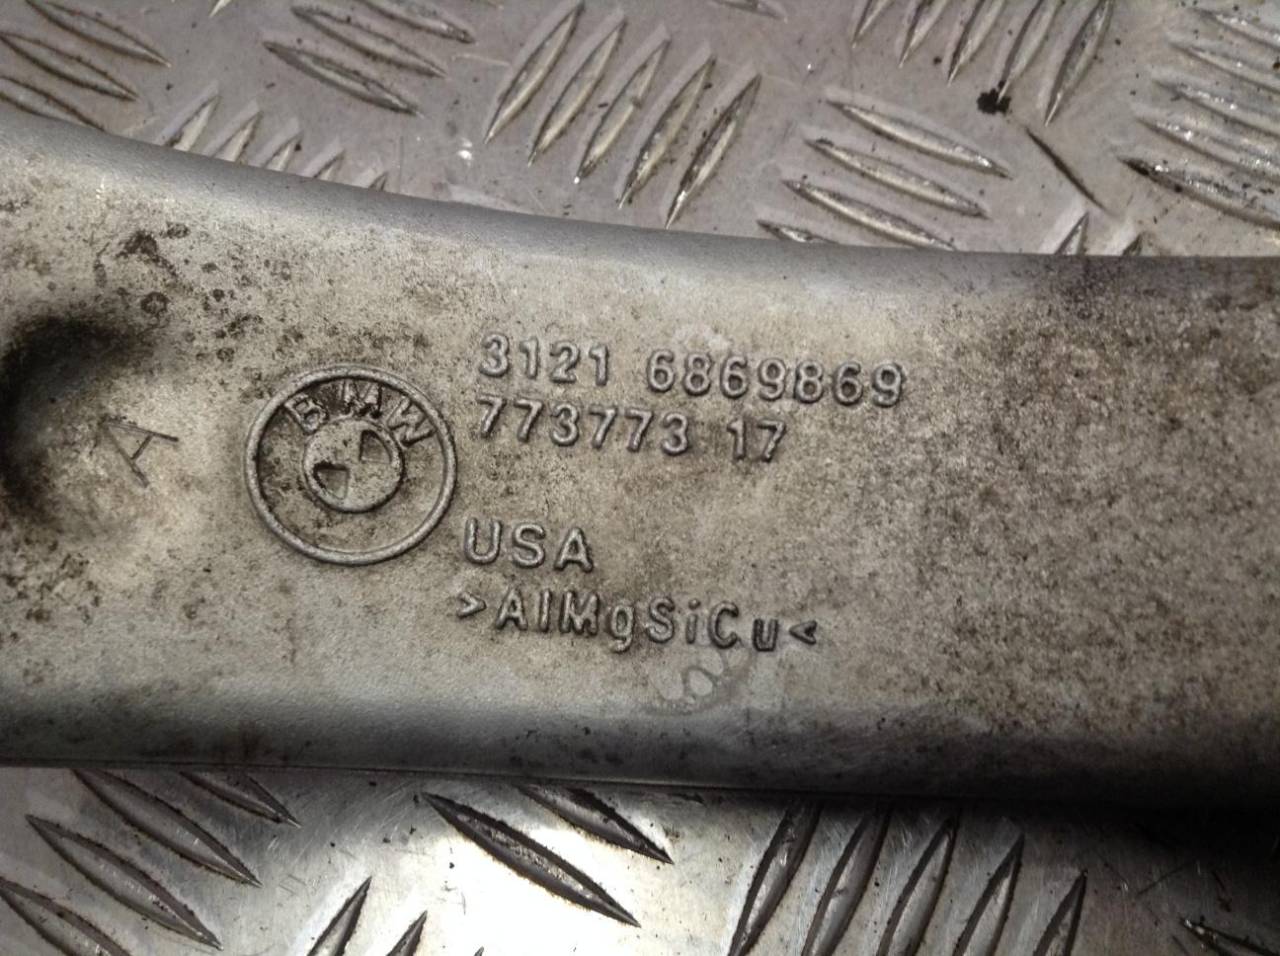 A
BMW
3121 6869869
773773 17
USA
>AlMgSiCu<